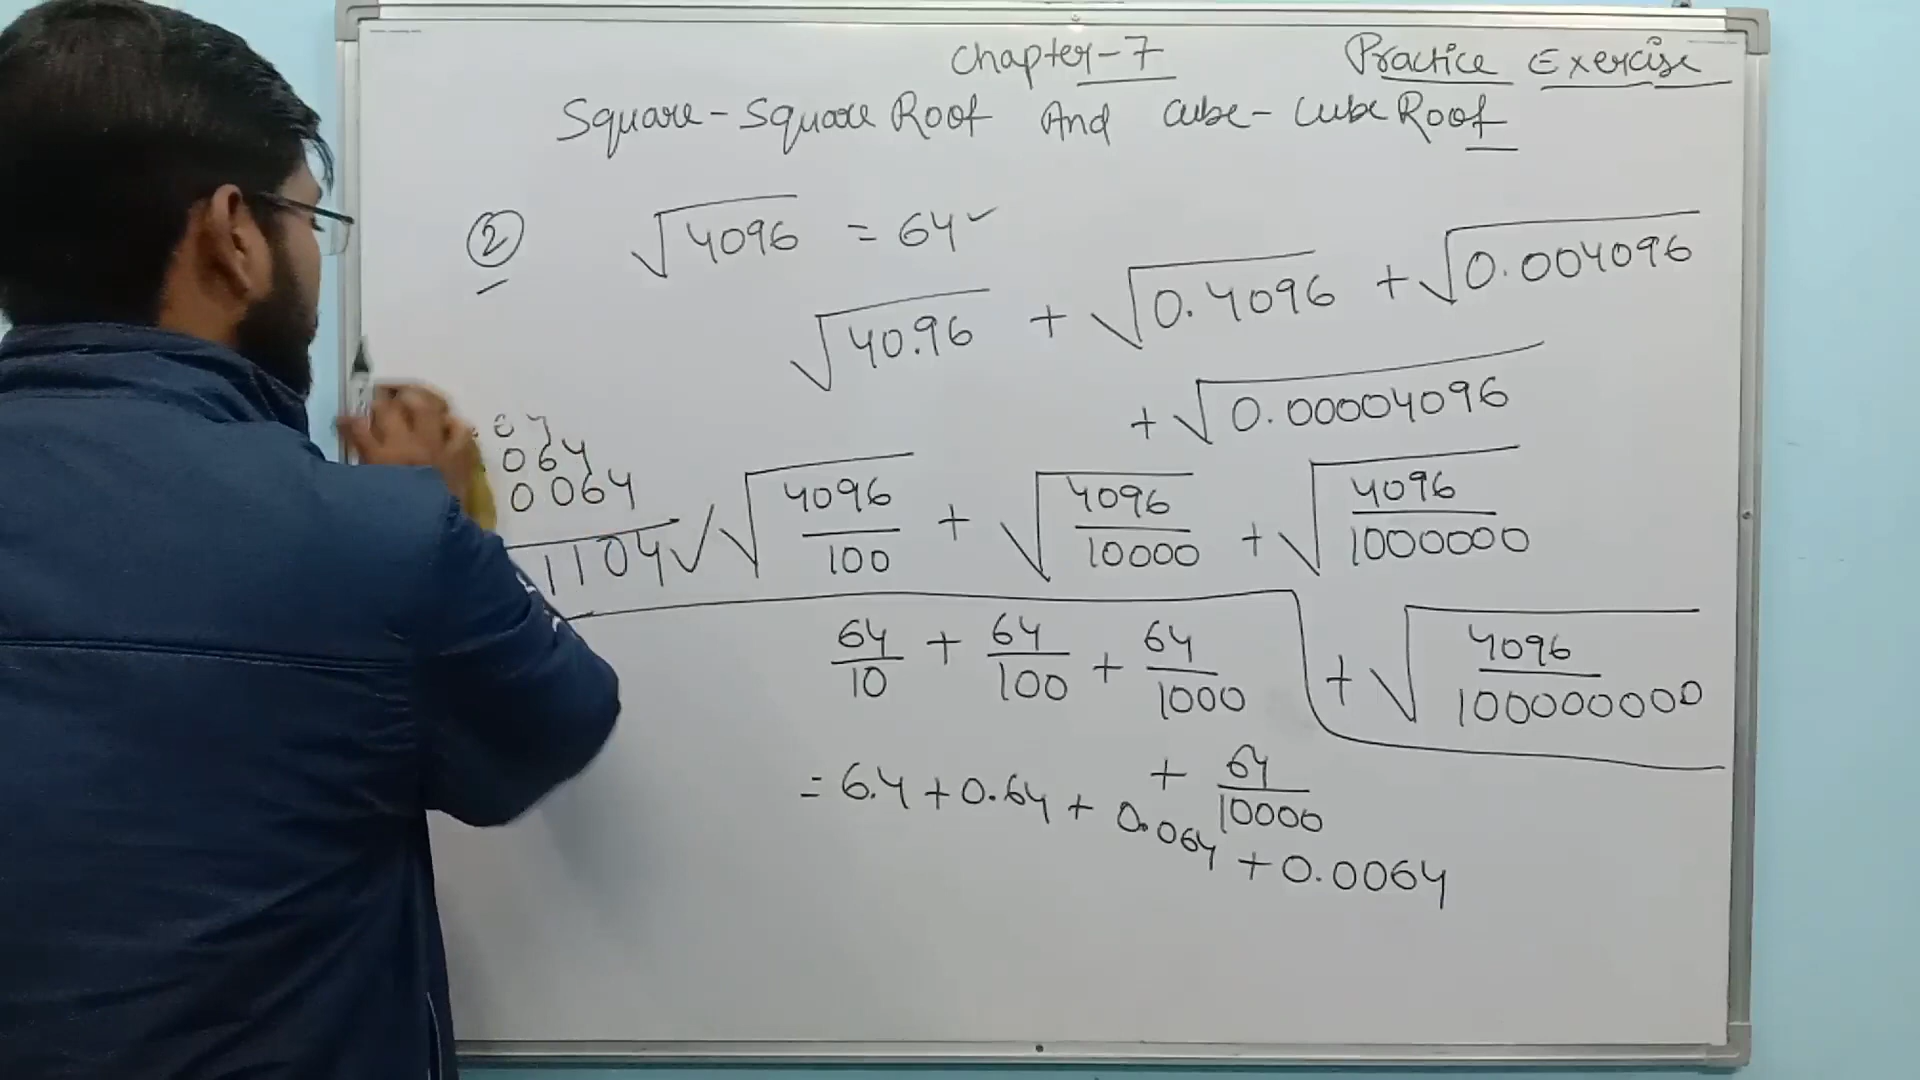 Chapter-7 Practice Exercise
Square-Square Root And Cube-Cube Root
② √4096 = 64 ✓
√40.96 + √0.4096 + √0.004096
+ √0.00004096
064
0064
1104 ✓
√4096/100 + √4096/10000 + √4096/1000000
+ √4096/100000000
64/10 + 64/100 + 64/1000
+ 64/10000
= 6.4 + 0.64 + 0.064 + 0.0064